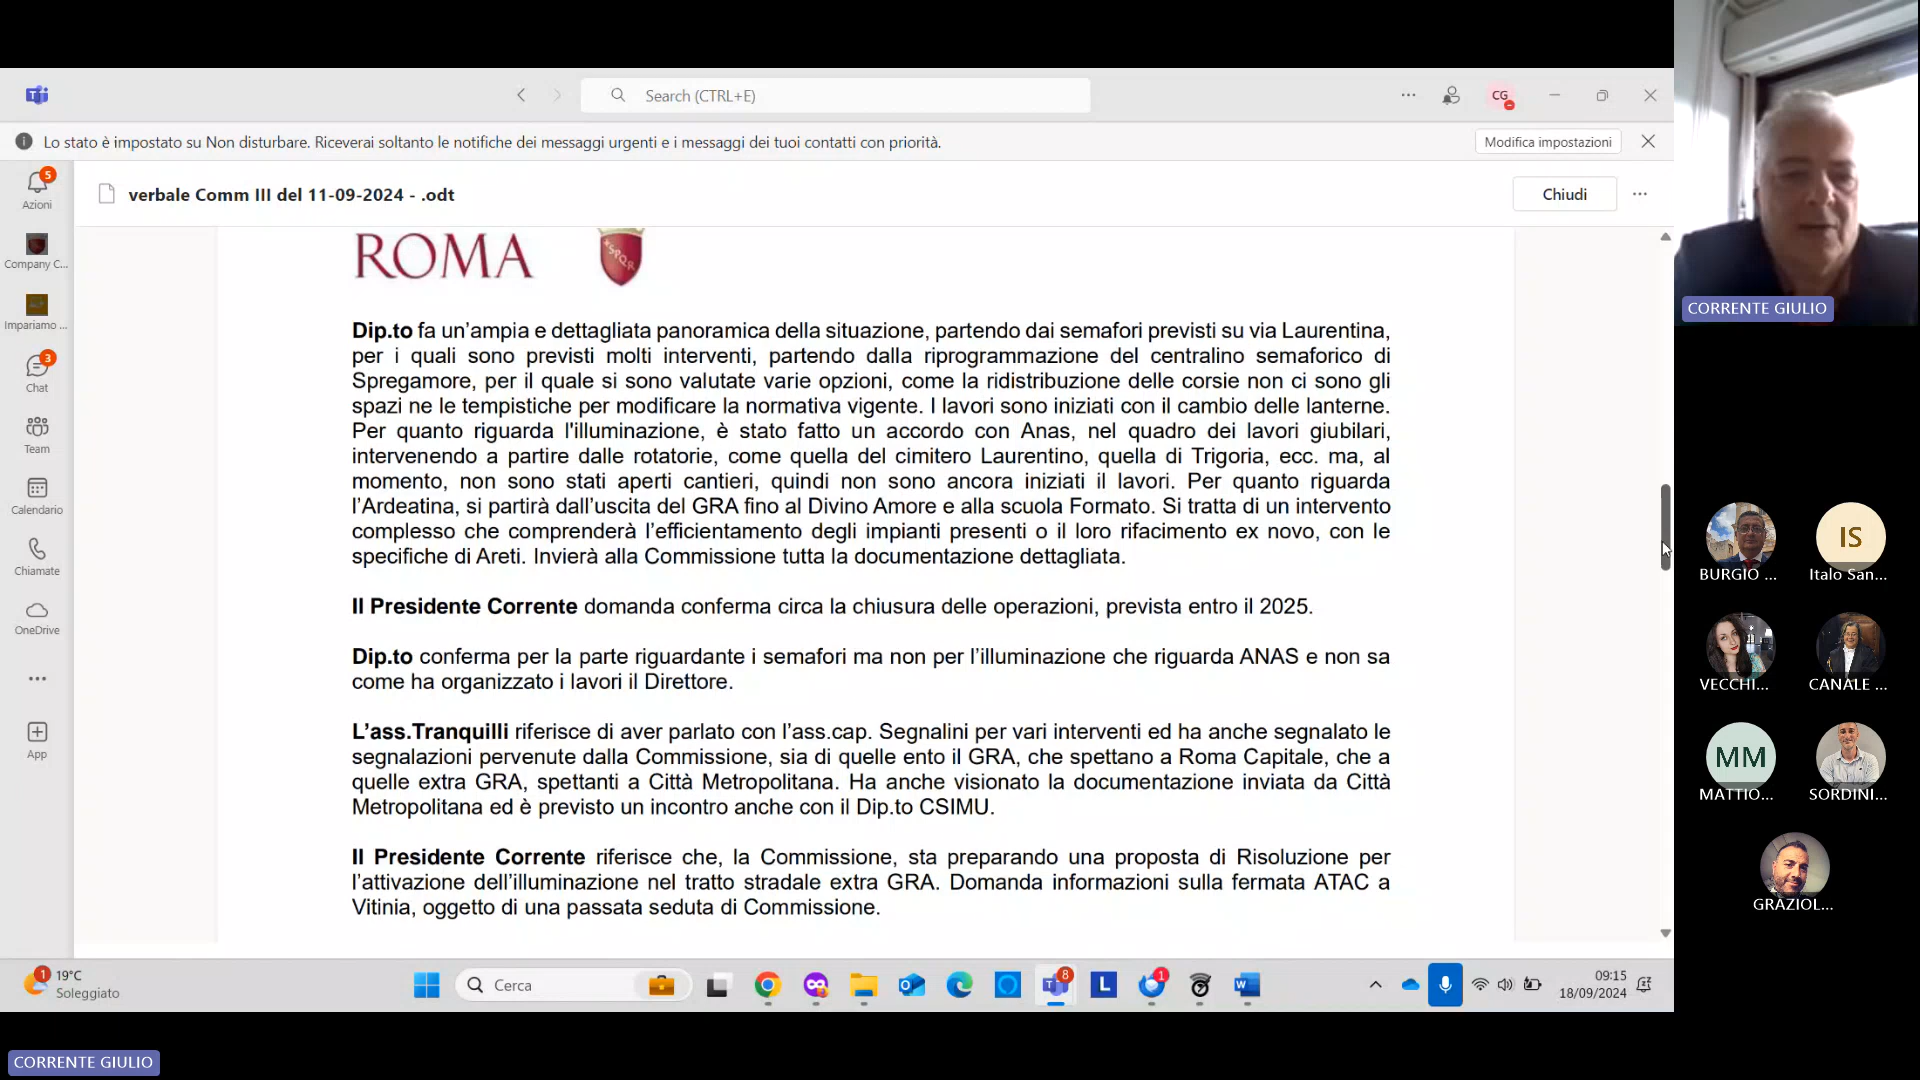 Search (CTRL+E)
CG
Lo stato è impostato su Non disturbare. Riceverai soltanto le notifiche dei messaggi urgenti e i messaggi dei tuoi contatti con priorità.
Modifica impostazioni
5
Azioni
Company C...
Impariamo ...
3
Chat
Team
Calendario
Chiamate
OneDrive
App
verbale Comm III del 11-09-2024 - .odt
Chiudi
ROMA
SPQR
Dip.to fa un’ampia e dettagliata panoramica della situazione, partendo dai semafori previsti su via Laurentina,
per i quali sono previsti molti interventi, partendo dalla riprogrammazione del centralino semaforico di
Spregamore, per il quale si sono valutate varie opzioni, come la ridistribuzione delle corsie non ci sono gli
spazi ne le tempistiche per modificare la normativa vigente. I lavori sono iniziati con il cambio delle lanterne.
Per quanto riguarda l'illuminazione, è stato fatto un accordo con Anas, nel quadro dei lavori giubilari,
intervenendo a partire dalle rotatorie, come quella del cimitero Laurentino, quella di Trigoria, ecc. ma, al
momento, non sono stati aperti cantieri, quindi non sono ancora iniziati il lavori. Per quanto riguarda
l’Ardeatina, si partirà dall’uscita del GRA fino al Divino Amore e alla scuola Formato. Si tratta di un intervento
complesso che comprenderà l’efficientamento degli impianti presenti o il loro rifacimento ex novo, con le
specifiche di Areti. Invierà alla Commissione tutta la documentazione dettagliata.
Il Presidente Corrente domanda conferma circa la chiusura delle operazioni, prevista entro il 2025.
Dip.to conferma per la parte riguardante i semafori ma non per l’illuminazione che riguarda ANAS e non sa
come ha organizzato i lavori il Direttore.
L’ass.Tranquilli riferisce di aver parlato con l’ass.cap. Segnalini per vari interventi ed ha anche segnalato le
segnalazioni pervenute dalla Commissione, sia di quelle ento il GRA, che spettano a Roma Capitale, che a
quelle extra GRA, spettanti a Città Metropolitana. Ha anche visionato la documentazione inviata da Città
Metropolitana ed è previsto un incontro anche con il Dip.to CSIMU.
Il Presidente Corrente riferisce che, la Commissione, sta preparando una proposta di Risoluzione per
l’attivazione dell’illuminazione nel tratto stradale extra GRA. Domanda informazioni sulla fermata ATAC a
Vitinia, oggetto di una passata seduta di Commissione.
CORRENTE GIULIO
BURGIO ...
IS
Italo San...
VECCHI...
CANALE ...
MM
MATTIO...
SORDINI...
GRAZIOL...
1
19°C
Soleggiato
Cerca
8
L
1
W
09:15
18/09/2024
CORRENTE GIULIO